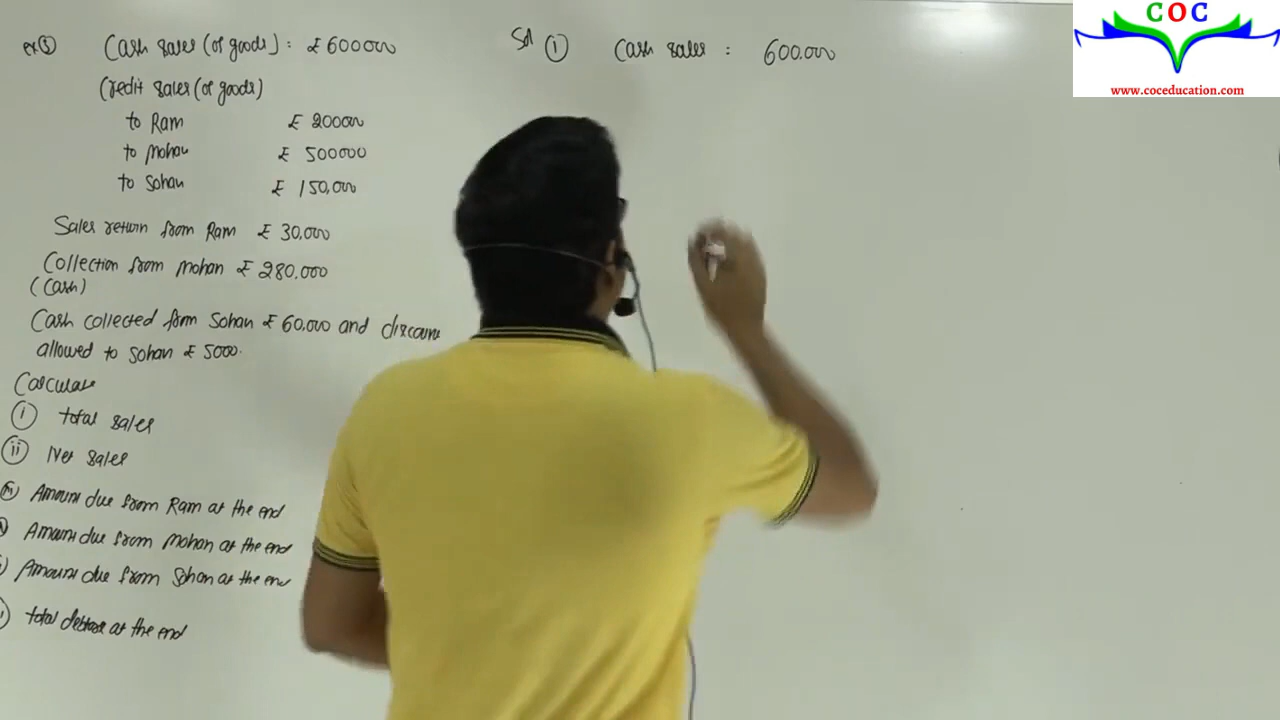 ex ⑤ Cash sales (of goods): ₹ 600000
Credit sales (of goods)
to Ram ₹ 200000
to Mohan ₹ 500000
to Sohan ₹ 150,000
Sales return from Ram ₹ 30,000
Collection from Mohan ₹ 280,000
(Cash)
Cash collected from Sohan ₹ 60,000 and discount
allowed to Sohan ₹ 5000.
Calculate
(i) Total sales
(ii) Net sales
Amount due from Ram at the end
Amount due from Mohan at the end
Amount due from Sohan at the end
Total debtors at the end
Sol (1) Cash sales : 600.000
COC
www.coceducation.com